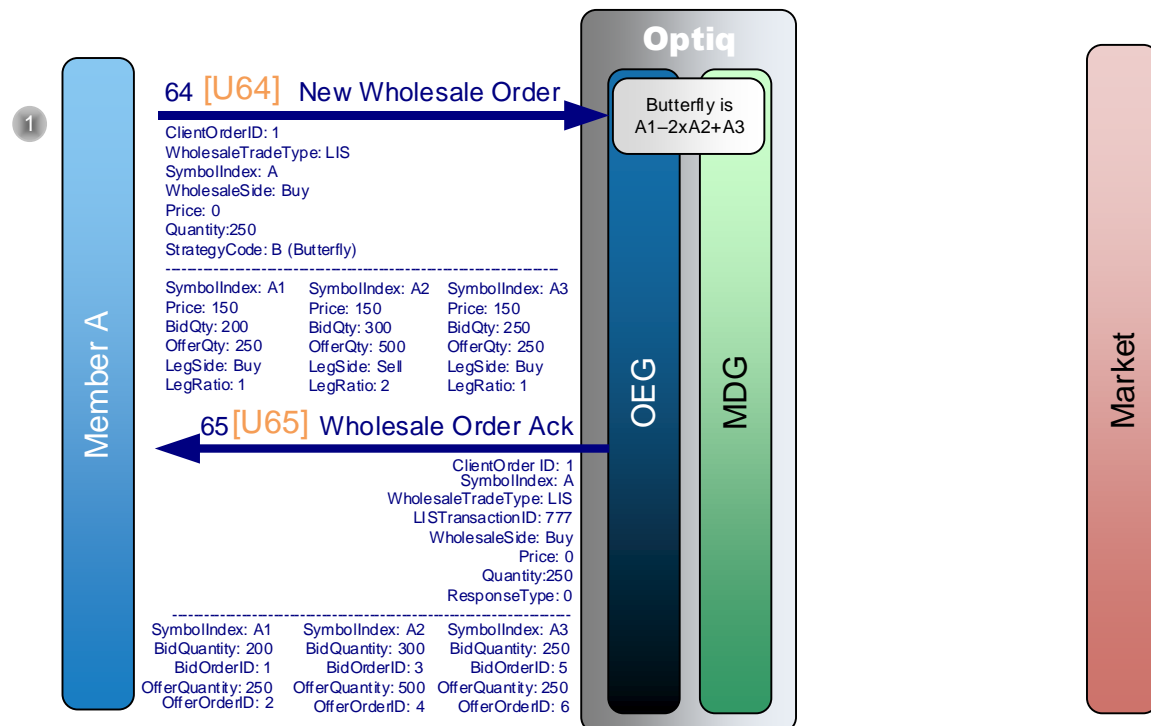 Optiq
64 [U64] New Wholesale Order
Butterfly is
A1–2xA2+A3
1
ClientOrderID: 1
WholesaleTradeType: LIS
SymbolIndex: A
WholesaleSide: Buy
Price: 0
Quantity:250
StrategyCode: B (Butterfly)
SymbolIndex: A1 SymbolIndex: A2 SymbolIndex: A3
Price: 150 Price: 150 Price: 150
BidQty: 200 BidQty: 300 BidQty: 250
OfferQty: 250 OfferQty: 500 OfferQty: 250
LegSide: Buy LegSide: Sell LegSide: Buy
LegRatio: 1 LegRatio: 2 LegRatio: 1
Member A
OEG
MDG
Market
65 [U65] Wholesale Order Ack
ClientOrder ID: 1
SymbolIndex: A
WholesaleTradeType: LIS
LISTransactionID: 777
WholesaleSide: Buy
Price: 0
Quantity:250
ResponseType: 0
SymbolIndex: A1 SymbolIndex: A2 SymbolIndex: A3
BidQuantity: 200 BidQuantity: 300 BidQuantity: 250
BidOrderID: 1 BidOrderID: 3 BidOrderID: 5
OfferQuantity: 250 OfferQuantity: 500 OfferQuantity: 250
OfferOrderID: 2 OfferOrderID: 4 OfferOrderID: 6